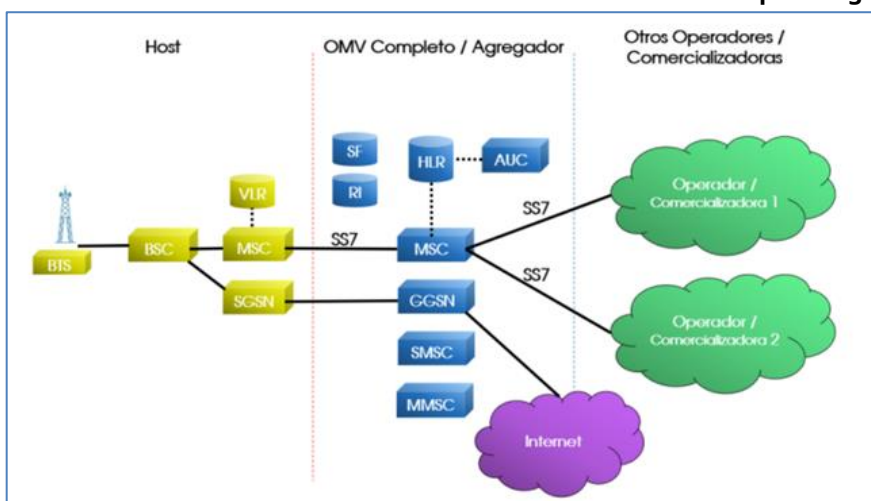 Host
OMV Completo / Agregador
Otros Operadores /
Comercializadoras
SF
HLR
AUC
RI
VLR
Operador /
Comercializadora 1
SS7
BTS
BSC
MSC
SS7
MSC
SS7
SGSN
GGSN
Operador /
Comercializadora 2
SMSC
MMSC
Internet